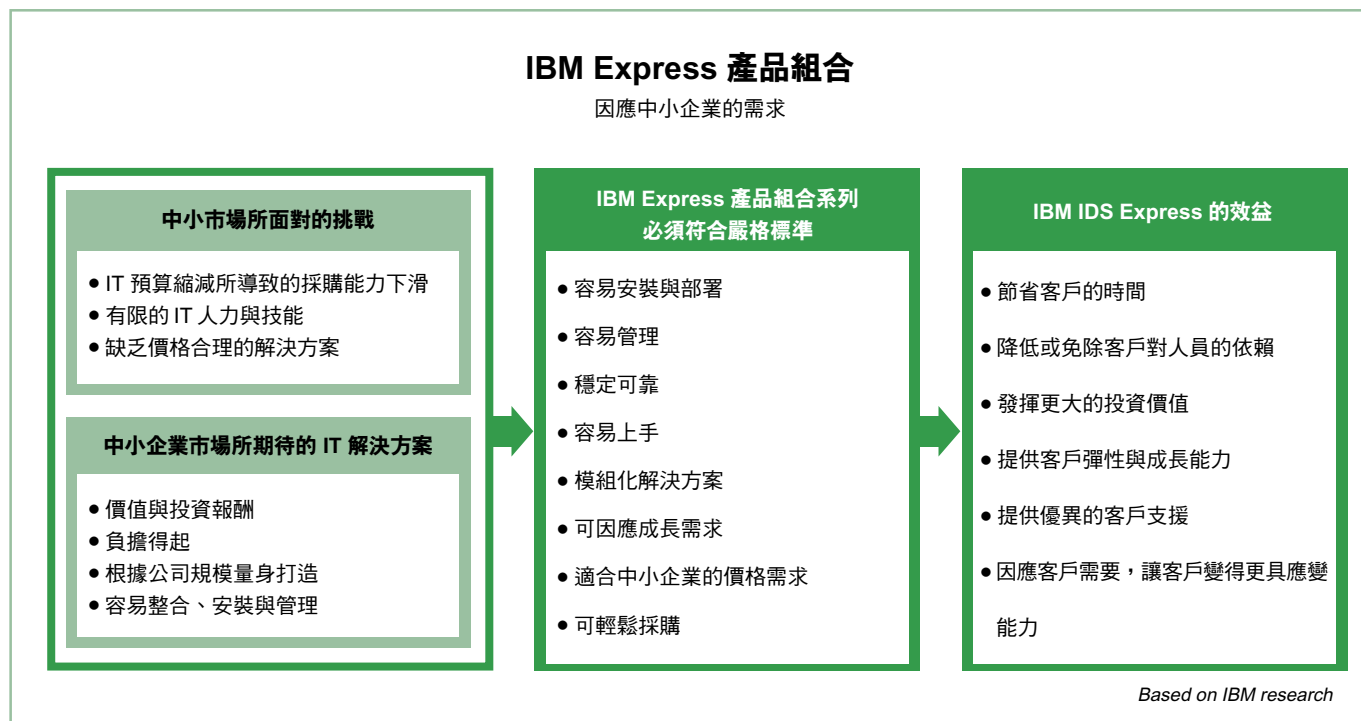 IBM Express 產品組合
因應中小企業的需求
中小市場所面對的挑戰
● IT 預算縮減所導致的採購能力下滑
● 有限的 IT 人力與技能
● 缺乏價格合理的解決方案
中小企業市場所期待的 IT 解決方案
● 價值與投資報酬
● 負擔得起
● 根據公司規模量身打造
● 容易整合、安裝與管理
IBM Express 產品組合系列
必須符合嚴格標準
● 容易安裝與部署
● 容易管理
● 穩定可靠
● 容易上手
● 模組化解決方案
● 可因應成長需求
● 適合中小企業的價格需求
● 可輕鬆採購
IBM IDS Express 的效益
● 節省客戶的時間
● 降低或免除客戶對人員的依賴
● 發揮更大的投資價值
● 提供客戶彈性與成長能力
● 提供優異的客戶支援
● 因應客戶需要，讓客戶變得更具應變
能力
Based on IBM research